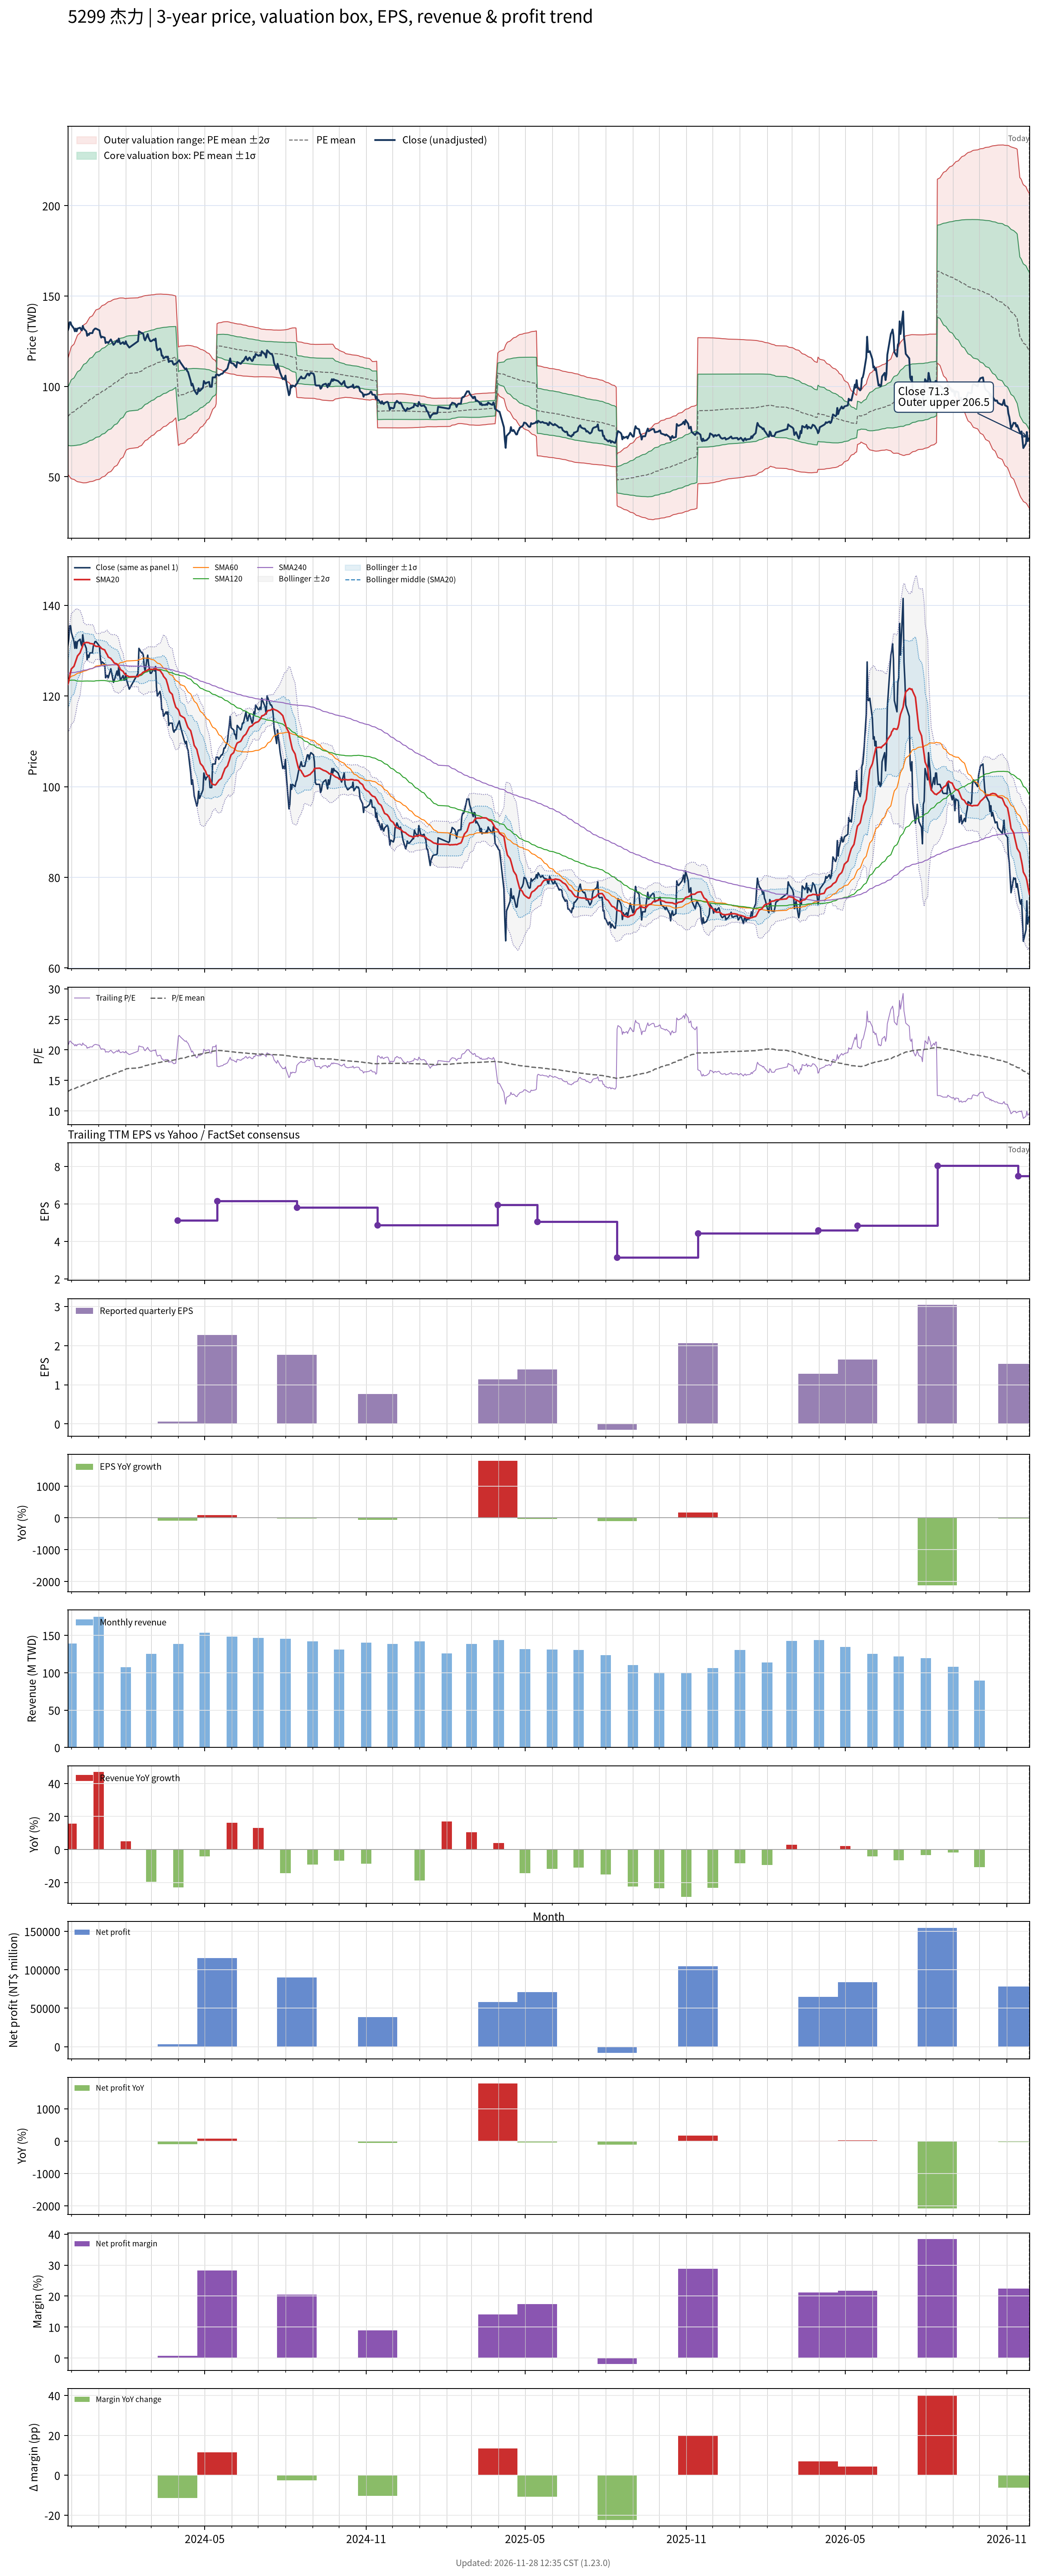 5299 杰力 | 3-year price, valuation box, EPS, revenue & profit trend
Outer valuation range: PE mean ±2σ
Core valuation box: PE mean ±1σ
PE mean
Close (unadjusted)
Today
Price (TWD)
200
150
100
50
Close 71.3
Outer upper 206.5
Close (same as panel 1)
SMA20
SMA60
SMA120
SMA240
Bollinger ±2σ
Bollinger ±1σ
Bollinger middle (SMA20)
Price
140
120
100
80
60
Trailing P/E
P/E mean
P/E
30
25
20
15
10
Trailing TTM EPS vs Yahoo / FactSet consensus
Today
EPS
8
6
4
2
Reported quarterly EPS
EPS
3
2
1
0
EPS YoY growth
YoY (%)
1000
0
-1000
-2000
Monthly revenue
Revenue (M TWD)
150
100
50
0
Revenue YoY growth
YoY (%)
40
20
0
-20
Month
Net profit
Net profit (NT$ million)
150000
100000
50000
0
Net profit YoY
YoY (%)
1000
0
-1000
-2000
Net profit margin
Margin (%)
40
30
20
10
0
Margin YoY change
Δ margin (pp)
40
20
0
-20
2024-05
2024-11
2025-05
2025-11
2026-05
2026-11
Updated: 2026-11-28 12:35 CST (1.23.0)